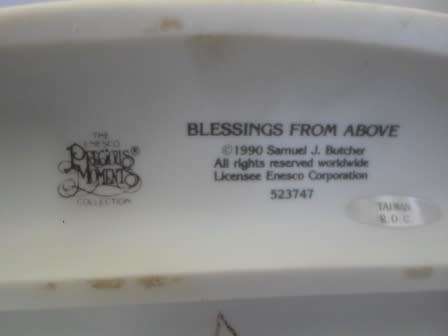 THE
ENESCO
PRECIOUS
MOMENTS®
COLLECTION
BLESSINGS FROM ABOVE
©1990 Samuel J. Butcher
All rights reserved worldwide
Licensee Enesco Corporation
523747
TAIWAN
R.O.C.